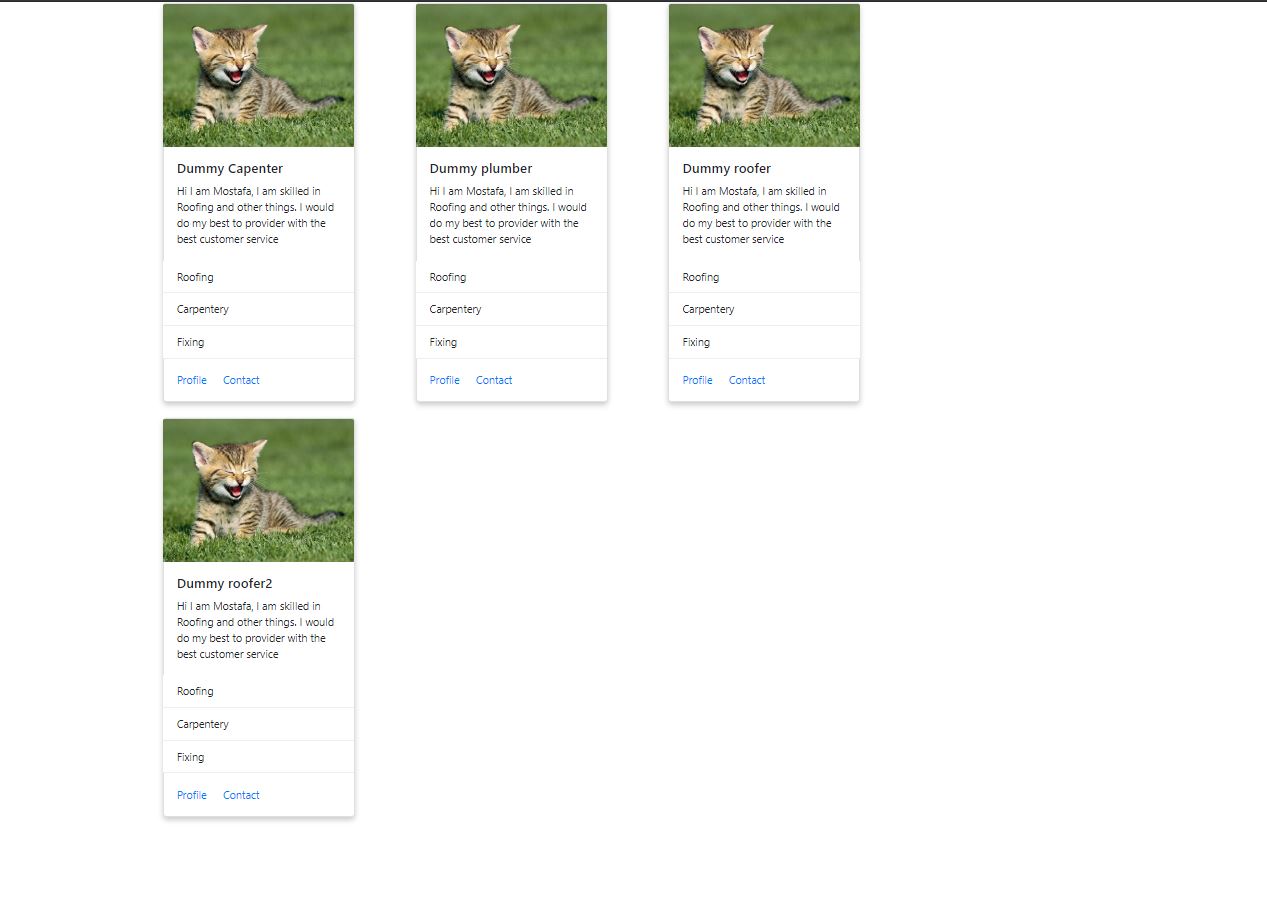 Dummy Capenter
Hi I am Mostafa, I am skilled in
Roofing and other things. I would
do my best to provider with the
best customer service
Roofing
Carpentery
Fixing
Profile Contact
Dummy plumber
Hi I am Mostafa, I am skilled in
Roofing and other things. I would
do my best to provider with the
best customer service
Roofing
Carpentery
Fixing
Profile Contact
Dummy roofer
Hi I am Mostafa, I am skilled in
Roofing and other things. I would
do my best to provider with the
best customer service
Roofing
Carpentery
Fixing
Profile Contact
Dummy roofer2
Hi I am Mostafa, I am skilled in
Roofing and other things. I would
do my best to provider with the
best customer service
Roofing
Carpentery
Fixing
Profile Contact